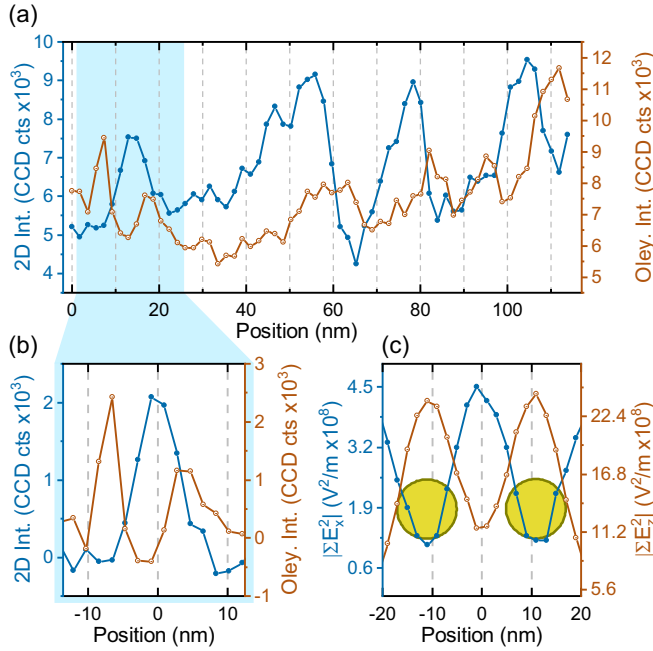 (a)
10
9
8
7
6
5
4
2D Int. (CCD cts x10³)
12
11
10
9
8
7
6
5
Oley. Int. (CCD cts x10³)
0 20 40 60 80 100
Position (nm)
(b)
2
1
0
2D Int. (CCD cts x10³)
3
2
1
0
-1
Oley. Int. (CCD cts x10³)
-10 0 10
Position (nm)
(c)
4.5
3.2
1.9
0.6
|ΣE²ₓ| (V²/m x10⁸)
22.4
16.8
11.2
5.6
|ΣE²_z| (V²/m x10⁸)
-20 -10 0 10 20
Position (nm)